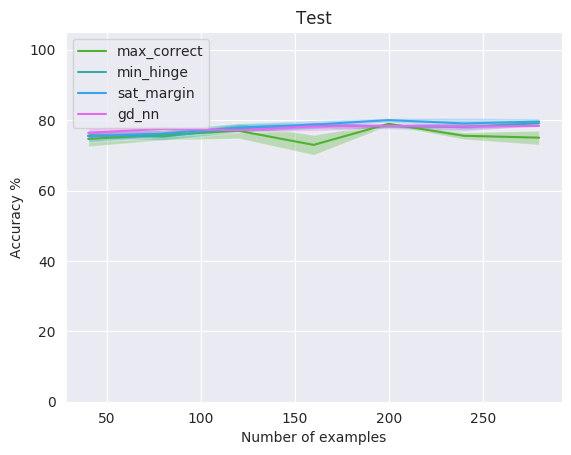 Test
max_correct
min_hinge
sat_margin
gd_nn
100
80
60
40
20
0
Accuracy %
50
100
150
200
250
Number of examples